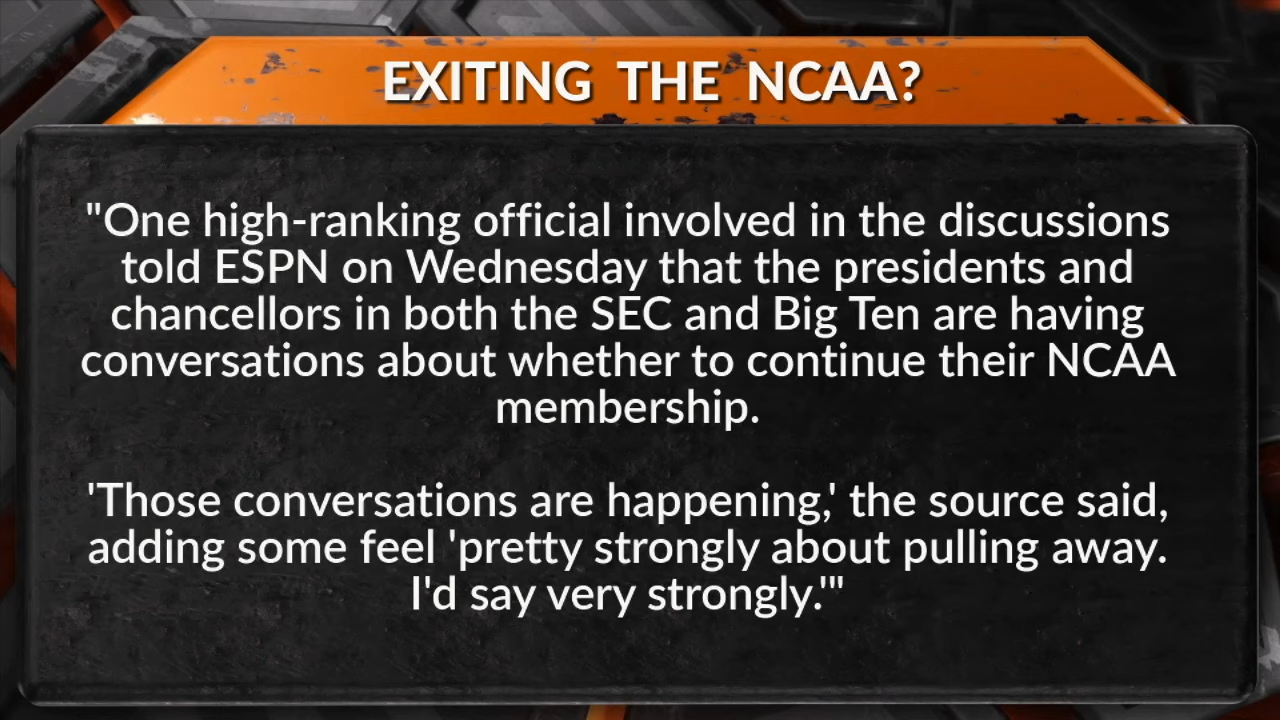 EXITING THE NCAA?
"One high-ranking official involved in the discussions
told ESPN on Wednesday that the presidents and
chancellors in both the SEC and Big Ten are having
conversations about whether to continue their NCAA
membership.
'Those conversations are happening,' the source said,
adding some feel 'pretty strongly about pulling away.
I'd say very strongly.'"